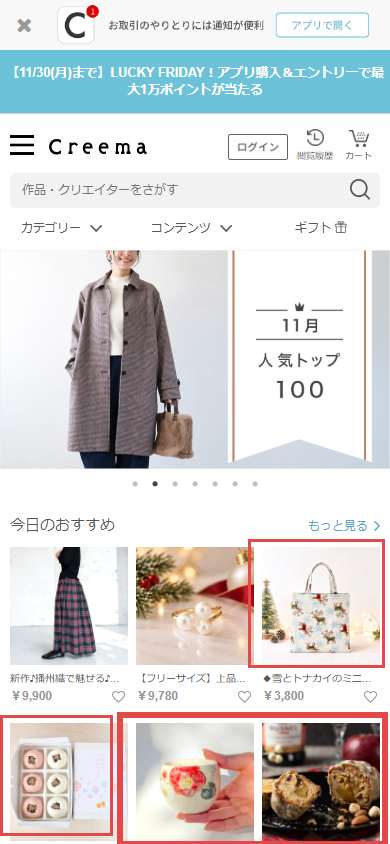 1
C
お取引のやりとりには通知が便利
アプリで開く
【11/30(月)まで】LUCKY FRIDAY！アプリ購入＆エントリーで最
大1万ポイントが当たる
Creema
ログイン
閲覧履歴
カート
作品・クリエイターをさがす
カテゴリー
コンテンツ
ギフト
11月
人気トップ
100
今日のおすすめ
もっと見る
新作♪播州織で魅せる♪...
【フリーサイズ】上品...
◆雪とトナカイのミニ...
￥9,900
￥9,780
￥3,800